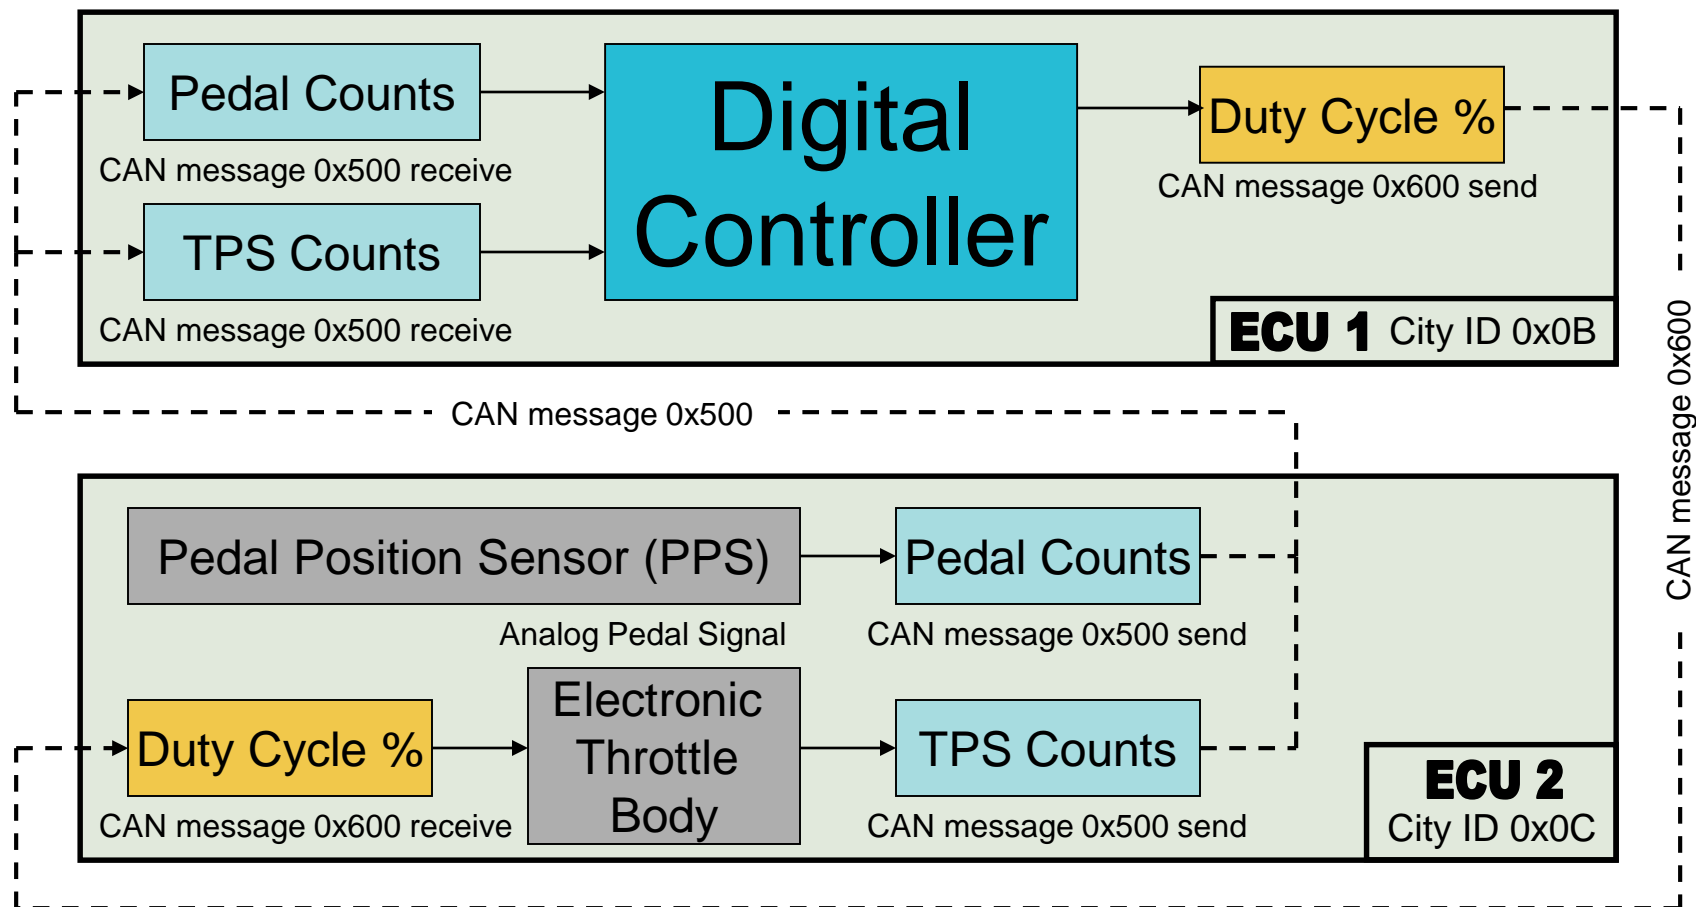 Pedal Counts
CAN message 0x500 receive
TPS Counts
CAN message 0x500 receive
Digital
Controller
Duty Cycle %
CAN message 0x600 send
ECU 1 City ID 0x0B
CAN message 0x500
CAN message 0x600
Pedal Position Sensor (PPS)
Analog Pedal Signal
Pedal Counts
CAN message 0x500 send
Duty Cycle %
CAN message 0x600 receive
Electronic
Throttle
Body
TPS Counts
CAN message 0x500 send
ECU 2
City ID 0x0C